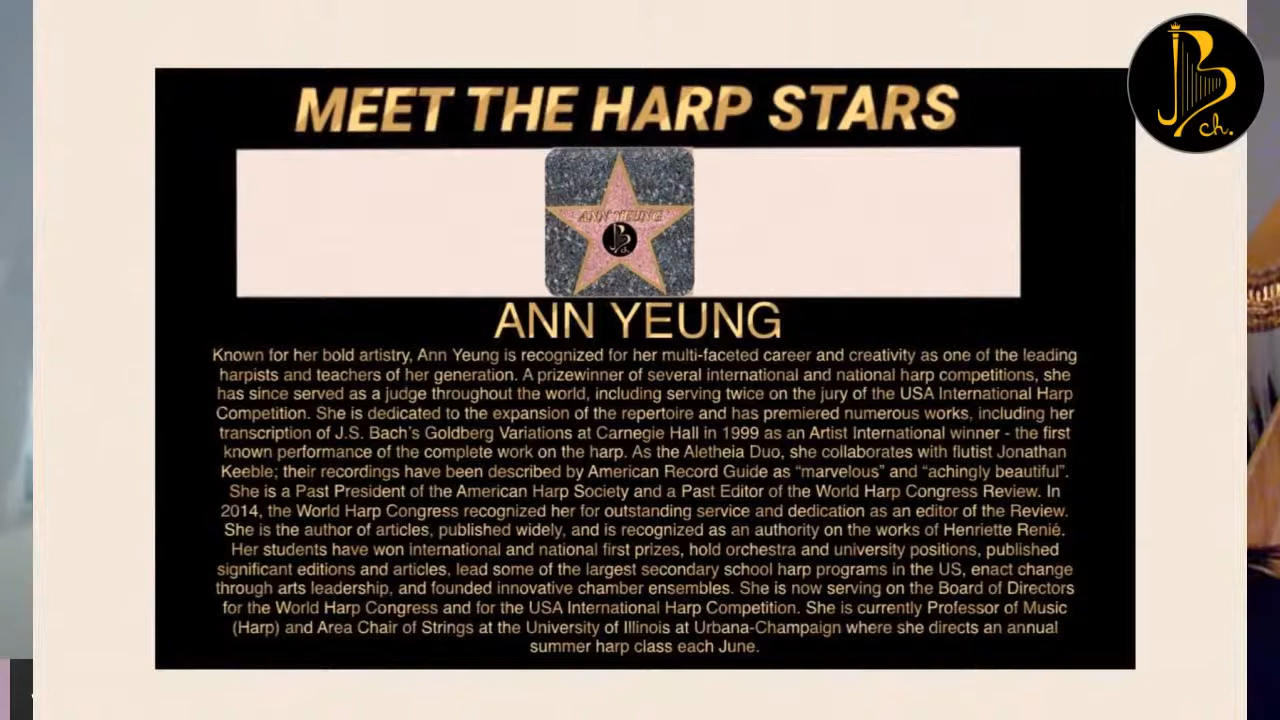 MEET THE HARP STARS
ch.
ANN YEUNG
ch.
ANN YEUNG
Known for her bold artistry, Ann Yeung is recognized for her multi-faceted career and creativity as one of the leading
harpists and teachers of her generation. A prizewinner of several international and national harp competitions, she
has since served as a judge throughout the world, including serving twice on the jury of the USA International Harp
Competition. She is dedicated to the expansion of the repertoire and has premiered numerous works, including her
transcription of J.S. Bach's Goldberg Variations at Carnegie Hall in 1999 as an Artist International winner - the first
known performance of the complete work on the harp. As the Aletheia Duo, she collaborates with flutist Jonathan
Keeble; their recordings have been described by American Record Guide as “marvelous” and “achingly beautiful”.
She is a Past President of the American Harp Society and a Past Editor of the World Harp Congress Review. In
2014, the World Harp Congress recognized her for outstanding service and dedication as an editor of the Review.
She is the author of articles, published widely, and is recognized as an authority on the works of Henriette Renié.
Her students have won international and national first prizes, hold orchestra and university positions, published
significant editions and articles, lead some of the largest secondary school harp programs in the US, enact change
through arts leadership, and founded innovative chamber ensembles. She is now serving on the Board of Directors
for the World Harp Congress and for the USA International Harp Competition. She is currently Professor of Music
(Harp) and Area Chair of Strings at the University of Illinois at Urbana-Champaign where she directs an annual
summer harp class each June.